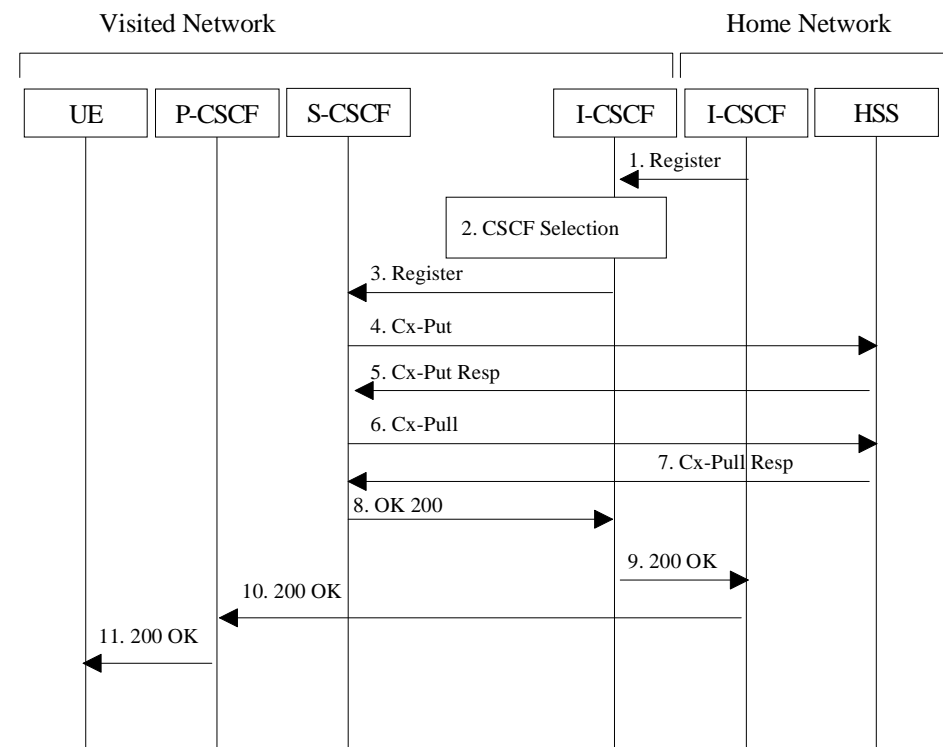 Visited Network
Home Network
UE
P-CSCF
S-CSCF
I-CSCF
I-CSCF
HSS
1. Register
2. CSCF Selection
3. Register
4. Cx-Put
5. Cx-Put Resp
6. Cx-Pull
7. Cx-Pull Resp
8. OK 200
9. 200 OK
10. 200 OK
11. 200 OK